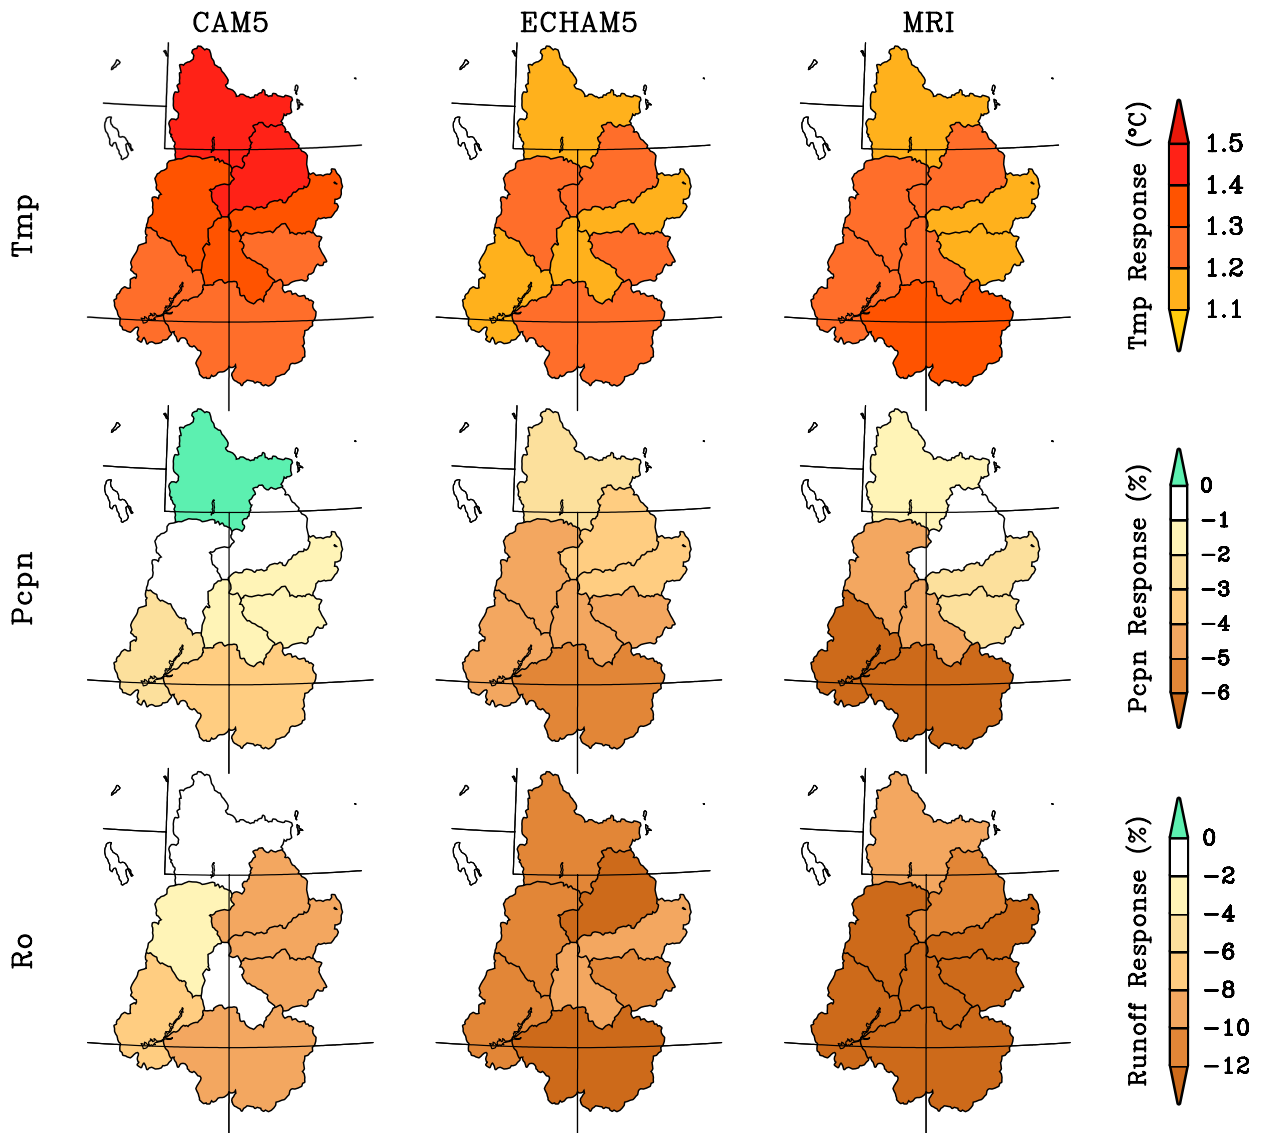 CAM5 ECHAM5 MRI
Tmp
Tmp Response (°C)
1.5
1.4
1.3
1.2
1.1
Pcpn
Pcpn Response (%)
0
−1
−2
−3
−4
−5
−6
Ro
Runoff Response (%)
0
−2
−4
−6
−8
−10
−12